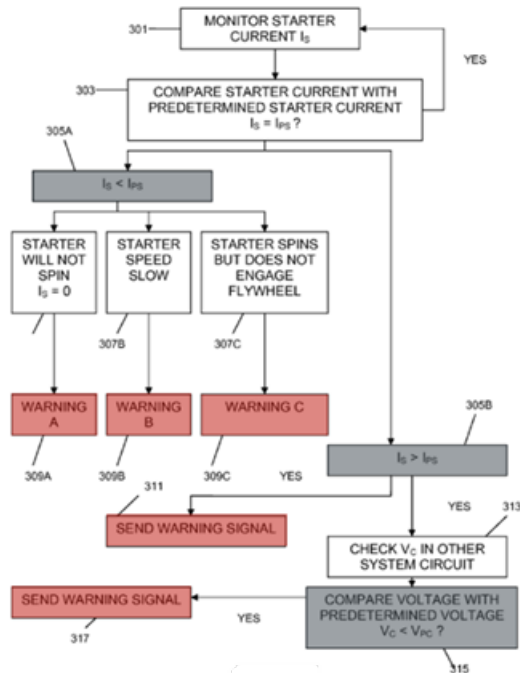 301
MONITOR STARTER
CURRENT IS
YES
303
COMPARE STARTER CURRENT WITH
PREDETERMINED STARTER CURRENT
IS = IPS ?
305A
IS < IPS
STARTER
WILL NOT
SPIN
IS = 0
STARTER
SPEED
SLOW
STARTER SPINS
BUT DOES NOT
ENGAGE
FLYWHEEL
307B
307C
WARNING
A
WARNING
B
WARNING C
305B
309A
309B
309C
YES
IS > IPS
311
YES
313
SEND WARNING SIGNAL
CHECK VC IN OTHER
SYSTEM CIRCUIT
SEND WARNING SIGNAL
YES
COMPARE VOLTAGE WITH
PREDETERMINED VOLTAGE
VC < VPC ?
317
315